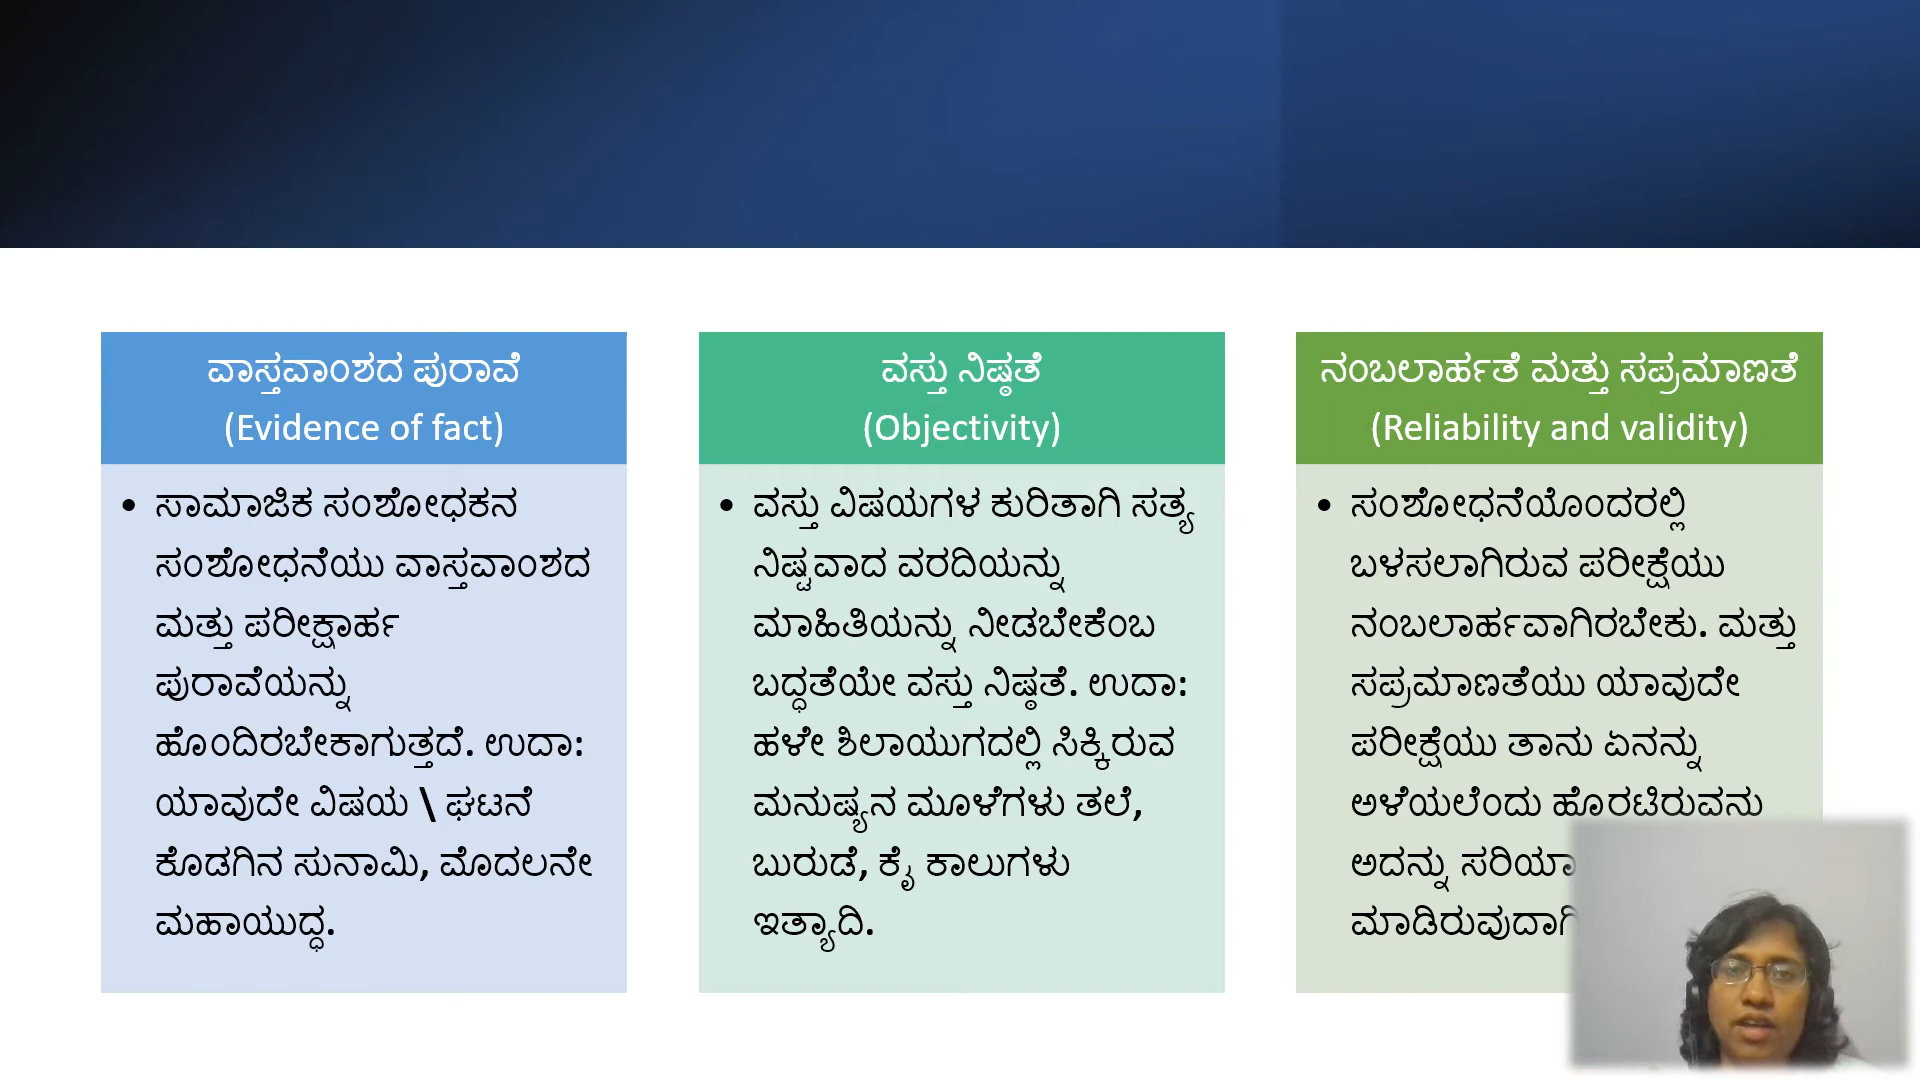 ವಾಸ್ತವಾಂಶದ ಪುರಾವೆ
(Evidence of fact)
• ಸಾಮಾಜಿಕ ಸಂಶೋಧಕನ
ಸಂಶೋಧನೆಯು ವಾಸ್ತವಾಂಶದ
ಮತ್ತು ಪರೀಕ್ಷಾರ್ಹ
ಪುರಾವೆಯನ್ನು
ಹೊಂದಿರಬೇಕಾಗುತ್ತದೆ. ಉದಾ:
ಯಾವುದೇ ವಿಷಯ \ ಘಟನೆ
ಕೊಡಗಿನ ಸುನಾಮಿ, ಮೊದಲನೇ
ಮಹಾಯುದ್ಧ.
ವಸ್ತು ನಿಷ್ಠತೆ
(Objectivity)
• ವಸ್ತು ವಿಷಯಗಳ ಕುರಿತಾಗಿ ಸತ್ಯ
ನಿಷ್ಟವಾದ ವರದಿಯನ್ನು
ಮಾಹಿತಿಯನ್ನು ನೀಡಬೇಕೆಂಬ
ಬದ್ಧತೆಯೇ ವಸ್ತು ನಿಷ್ಠತೆ. ಉದಾ:
ಹಳೇ ಶಿಲಾಯುಗದಲ್ಲಿ ಸಿಕ್ಕಿರುವ
ಮನುಷ್ಯನ ಮೂಳೆಗಳು ತಲೆ,
ಬುರುಡೆ, ಕೈ ಕಾಲುಗಳು
ಇತ್ಯಾದಿ.
ನಂಬಲಾರ್ಹತೆ ಮತ್ತು ಸಪ್ರಮಾಣತೆ
(Reliability and validity)
• ಸಂಶೋಧನೆಯೊಂದರಲ್ಲಿ
ಬಳಸಲಾಗಿರುವ ಪರೀಕ್ಷೆಯು
ನಂಬಲಾರ್ಹವಾಗಿರಬೇಕು. ಮತ್ತು
ಸಪ್ರಮಾಣತೆಯು ಯಾವುದೇ
ಪರೀಕ್ಷೆಯು ತಾನು ಏನನ್ನು
ಅಳೆಯಲೆಂದು ಹೊರಟಿರುವನು
ಅದನ್ನು